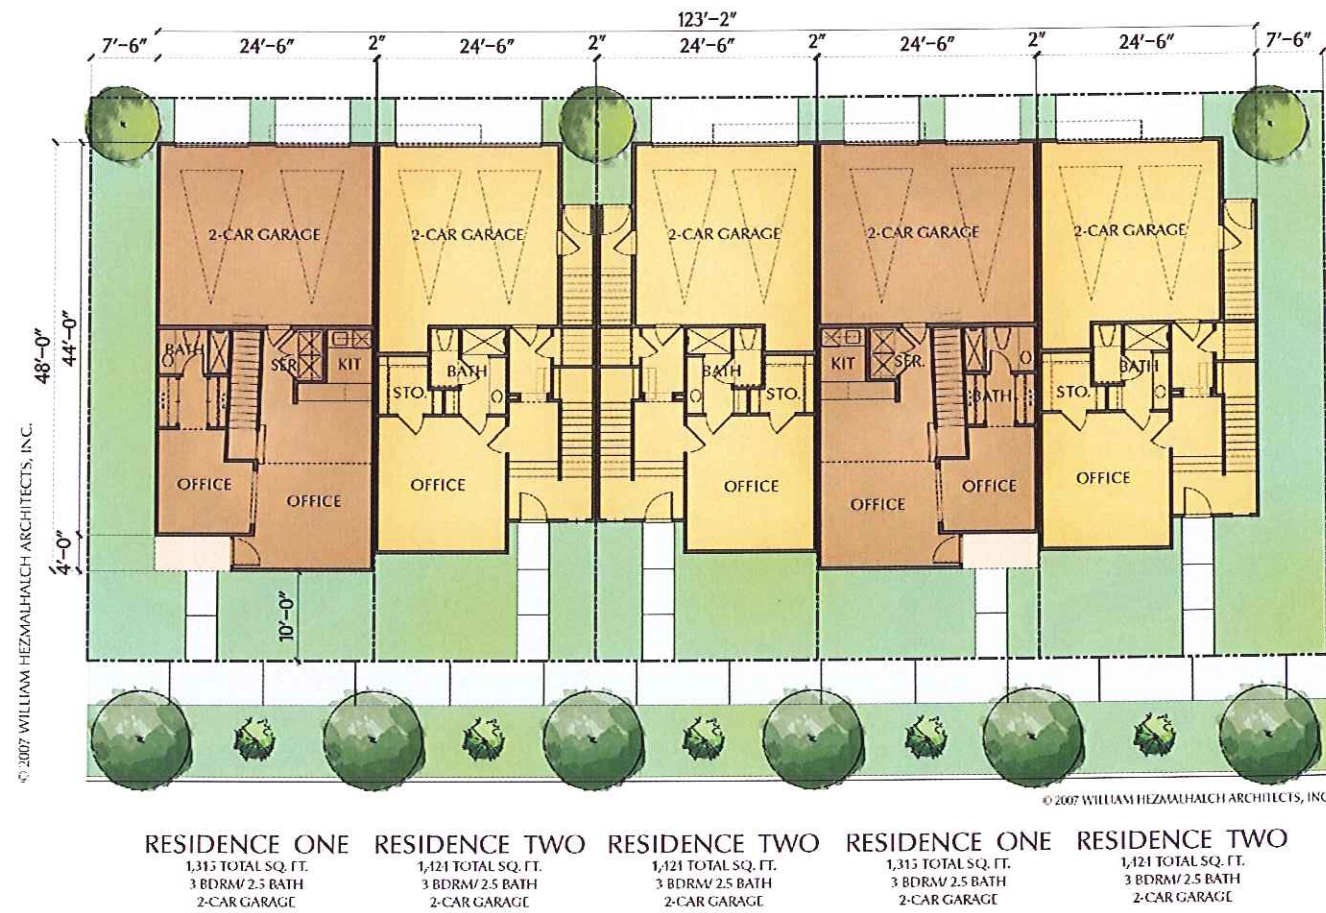 123'-2"
7'-6" 24'-6" 2" 24'-6" 2" 24'-6" 2" 24'-6" 2" 24'-6" 7'-6"
2-CAR GARAGE 2-CAR GARAGE 2-CAR GARAGE 2-CAR GARAGE 2-CAR GARAGE
48'-0"
44'-0"
4'-0"
BATH SER. KIT BATH STO. BATH STO. KIT SER. BATH BATH STO.
OFFICE OFFICE OFFICE OFFICE OFFICE OFFICE OFFICE
10'-0"
© 2007 WILLIAM HEZMALHALCH ARCHITECTS, INC.
© 2007 WILLIAM HEZMALHALCH ARCHITECTS, INC
RESIDENCE ONE RESIDENCE TWO RESIDENCE TWO RESIDENCE ONE RESIDENCE TWO
1,315 TOTAL SQ. FT. 1,421 TOTAL SQ. FT. 1,421 TOTAL SQ. FT. 1,315 TOTAL SQ. FT. 1,421 TOTAL SQ. FT.
3 BDRM/ 2.5 BATH 3 BDRM/ 2.5 BATH 3 BDRM/ 2.5 BATH 3 BDRM/ 2.5 BATH 3 BDRM/ 2.5 BATH
2-CAR GARAGE 2-CAR GARAGE 2-CAR GARAGE 2-CAR GARAGE 2-CAR GARAGE